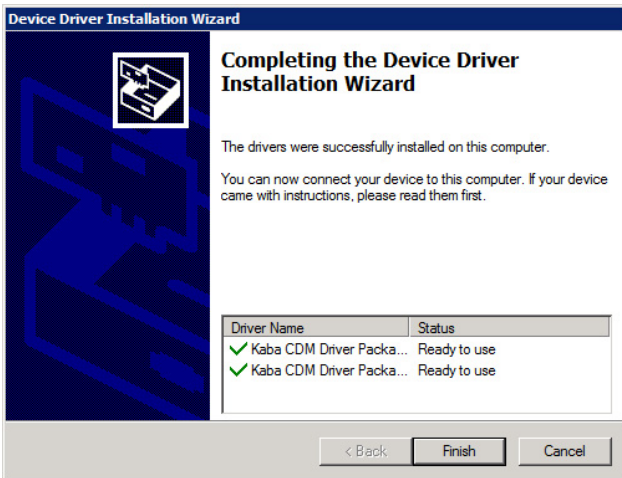 Device Driver Installation Wizard
Completing the Device Driver
Installation Wizard
The drivers were successfully installed on this computer.
You can now connect your device to this computer. If your device
came with instructions, please read them first.
Driver Name Status
Kaba CDM Driver Packa... Ready to use
Kaba CDM Driver Packa... Ready to use
< Back Finish Cancel